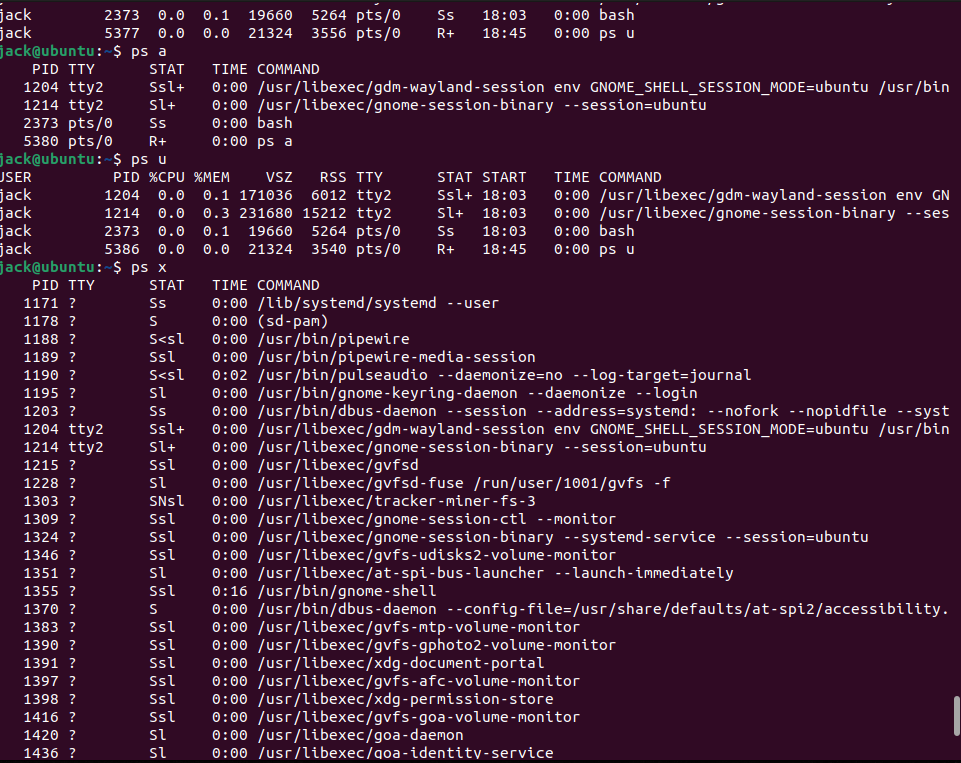 jack 2373 0.0 0.1 19660 5264 pts/0 Ss 18:03 0:00 bash
jack 5377 0.0 0.0 21324 3556 pts/0 R+ 18:45 0:00 ps u
jack@ubuntu:~$ ps a
PID TTY STAT TIME COMMAND
1204 tty2 Ssl+ 0:00 /usr/libexec/gdm-wayland-session env GNOME_SHELL_SESSION_MODE=ubuntu /usr/bin
1214 tty2 Sl+ 0:00 /usr/libexec/gnome-session-binary --session=ubuntu
2373 pts/0 Ss 0:00 bash
5380 pts/0 R+ 0:00 ps a
jack@ubuntu:~$ ps u
USER PID %CPU %MEM VSZ RSS TTY STAT START TIME COMMAND
jack 1204 0.0 0.1 171036 6012 tty2 Ssl+ 18:03 0:00 /usr/libexec/gdm-wayland-session env GN
jack 1214 0.0 0.3 231680 15212 tty2 Sl+ 18:03 0:00 /usr/libexec/gnome-session-binary --ses
jack 2373 0.0 0.1 19660 5264 pts/0 Ss 18:03 0:00 bash
jack 5386 0.0 0.0 21324 3540 pts/0 R+ 18:45 0:00 ps u
jack@ubuntu:~$ ps x
PID TTY STAT TIME COMMAND
1171 ? Ss 0:00 /lib/systemd/systemd --user
1178 ? S 0:00 (sd-pam)
1188 ? S<sl 0:00 /usr/bin/pipewire
1189 ? Ssl 0:00 /usr/bin/pipewire-media-session
1190 ? S<sl 0:02 /usr/bin/pulseaudio --daemonize=no --log-target=journal
1195 ? Sl 0:00 /usr/bin/gnome-keyring-daemon --daemonize --login
1203 ? Ss 0:00 /usr/bin/dbus-daemon --session --address=systemd: --nofork --nopidfile --syst
1204 tty2 Ssl+ 0:00 /usr/libexec/gdm-wayland-session env GNOME_SHELL_SESSION_MODE=ubuntu /usr/bin
1214 tty2 Sl+ 0:00 /usr/libexec/gnome-session-binary --session=ubuntu
1215 ? Ssl 0:00 /usr/libexec/gvfsd
1228 ? Sl 0:00 /usr/libexec/gvfsd-fuse /run/user/1001/gvfs -f
1303 ? SNsl 0:00 /usr/libexec/tracker-miner-fs-3
1309 ? Ssl 0:00 /usr/libexec/gnome-session-ctl --monitor
1324 ? Ssl 0:00 /usr/libexec/gnome-session-binary --systemd-service --session=ubuntu
1346 ? Ssl 0:00 /usr/libexec/gvfs-udisks2-volume-monitor
1351 ? Sl 0:00 /usr/libexec/at-spi-bus-launcher --launch-immediately
1355 ? Ssl 0:16 /usr/bin/gnome-shell
1370 ? S 0:00 /usr/bin/dbus-daemon --config-file=/usr/share/defaults/at-spi2/accessibility.
1383 ? Ssl 0:00 /usr/libexec/gvfs-mtp-volume-monitor
1390 ? Ssl 0:00 /usr/libexec/gvfs-gphoto2-volume-monitor
1391 ? Ssl 0:00 /usr/libexec/xdg-document-portal
1397 ? Ssl 0:00 /usr/libexec/gvfs-afc-volume-monitor
1398 ? Ssl 0:00 /usr/libexec/xdg-permission-store
1416 ? Ssl 0:00 /usr/libexec/gvfs-goa-volume-monitor
1420 ? Sl 0:00 /usr/libexec/goa-daemon
1436 ? Sl 0:00 /usr/libexec/goa-identity-service